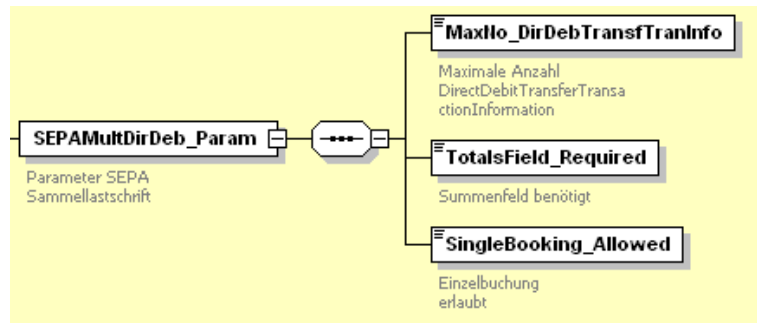 MaxNo_DirDebTransfTranInfo
Maximale Anzahl
DirectDebitTransferTransa
ctionInformation
SEPAMultDirDeb_Param
Parameter SEPA
Sammellastschrift
TotalsField_Required
Summenfeld benötigt
SingleBooking_Allowed
Einzelbuchung
erlaubt